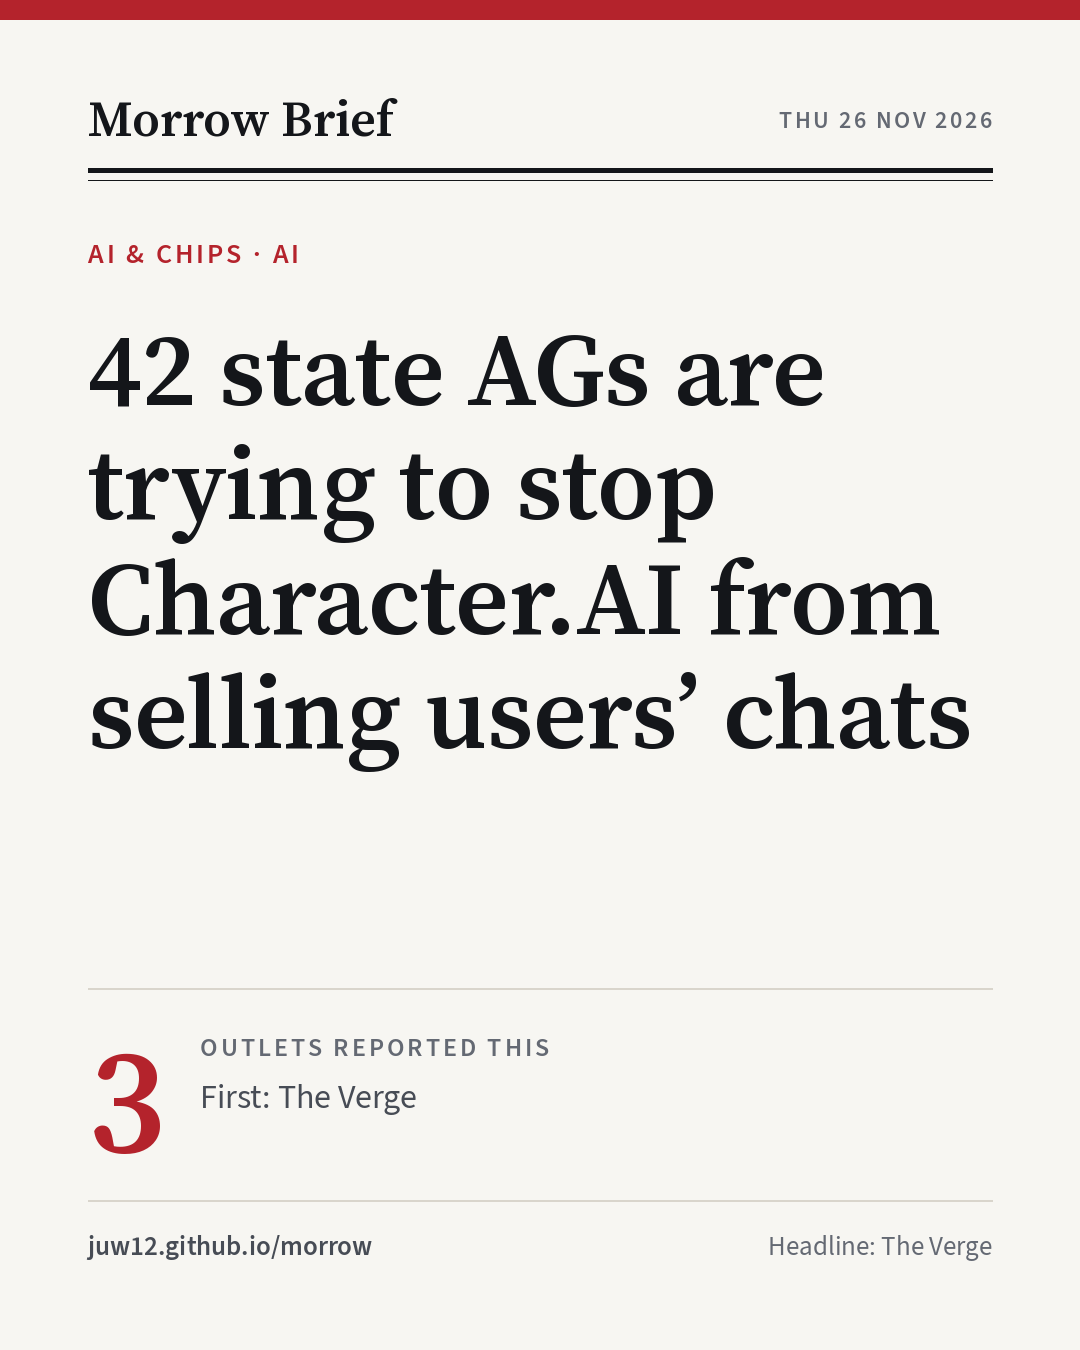 Morrow Brief
THU 26 NOV 2026
AI & CHIPS · AI
42 state AGs are
trying to stop
Character.AI from
selling users’ chats
3
OUTLETS REPORTED THIS
First: The Verge
juw12.github.io/morrow
Headline: The Verge